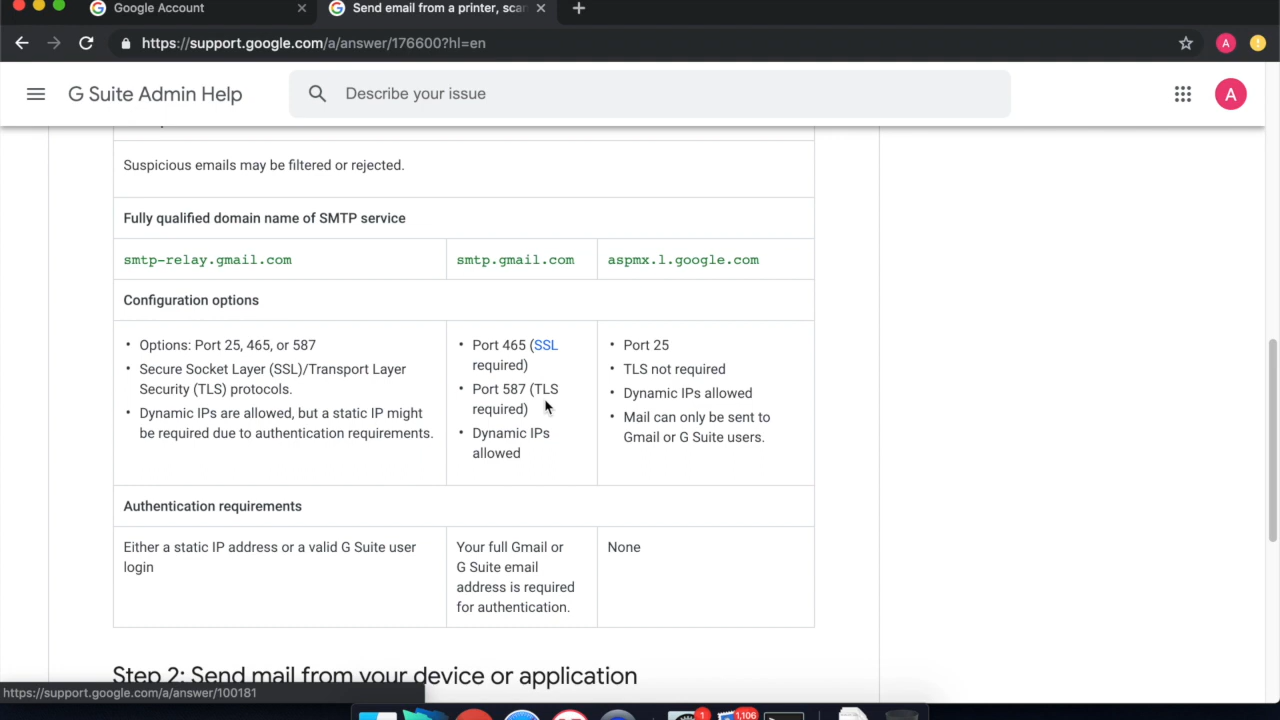 Google Account
Send email from a printer, scan
https://support.google.com/a/answer/176600?hl=en
A
G Suite Admin Help
Describe your issue
A
Suspicious emails may be filtered or rejected.
Fully qualified domain name of SMTP service
smtp-relay.gmail.com
smtp.gmail.com
aspmx.l.google.com
Configuration options
• Options: Port 25, 465, or 587
• Secure Socket Layer (SSL)/Transport Layer
Security (TLS) protocols.
• Dynamic IPs are allowed, but a static IP might
be required due to authentication requirements.
• Port 465 (SSL
required)
• Port 587 (TLS
required)
• Dynamic IPs
allowed
• Port 25
• TLS not required
• Dynamic IPs allowed
• Mail can only be sent to
Gmail or G Suite users.
Authentication requirements
Either a static IP address or a valid G Suite user
login
Your full Gmail or
G Suite email
address is required
for authentication.
None
Step 2: Send mail from your device or application
https://support.google.com/a/answer/100181
1
1,106